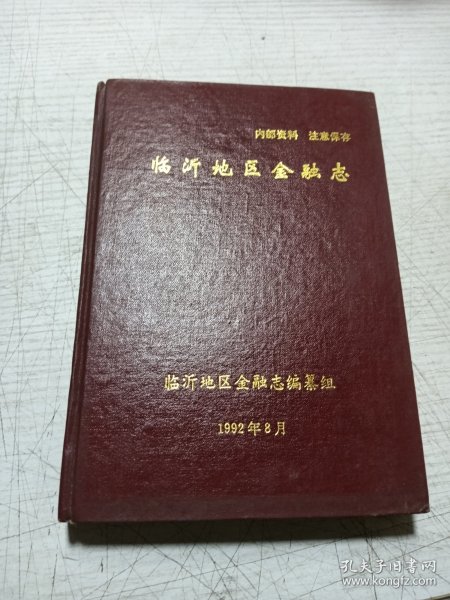 内部资料 注意保存
临沂地区金融志
临沂地区金融志编纂组
1992年8月
孔夫子旧书网
www.kongfz.com